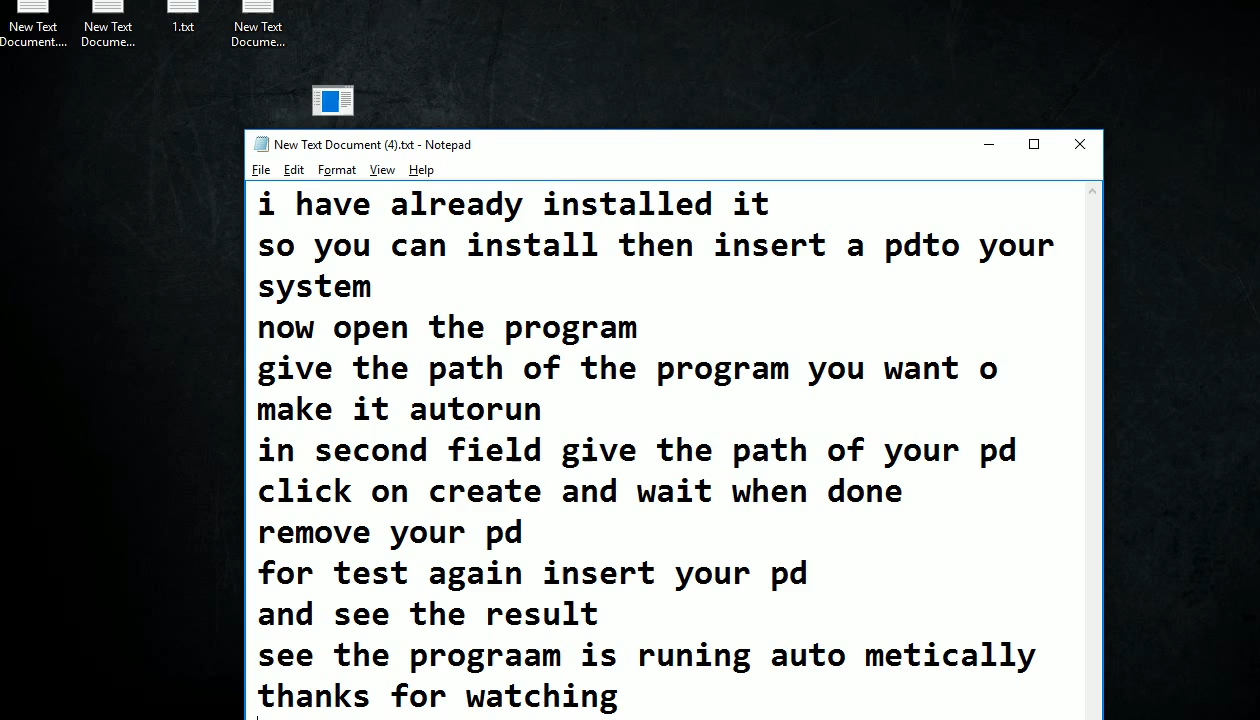 New Text
Document....
New Text
Docume...
1.txt
New Text
Docume...
New Text Document (4).txt - Notepad
File Edit Format View Help
i have already installed it
so you can install then insert a pdto your
system
now open the program
give the path of the program you want o
make it autorun
in second field give the path of your pd
click on create and wait when done
remove your pd
for test again insert your pd
and see the result
see the prograam is runing auto metically
thanks for watching